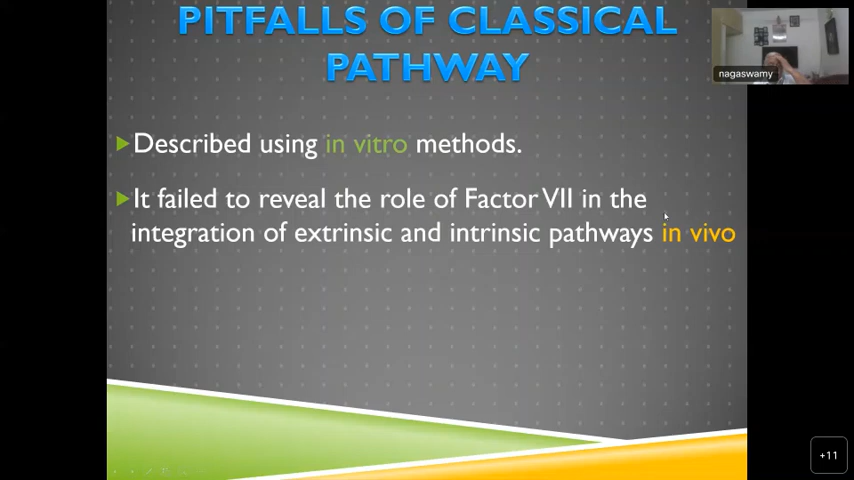 PITFALLS OF CLASSICAL
PATHWAY
nagaswamy
Described using in vitro methods.
It failed to reveal the role of Factor VII in the
integration of extrinsic and intrinsic pathways in vivo
+11